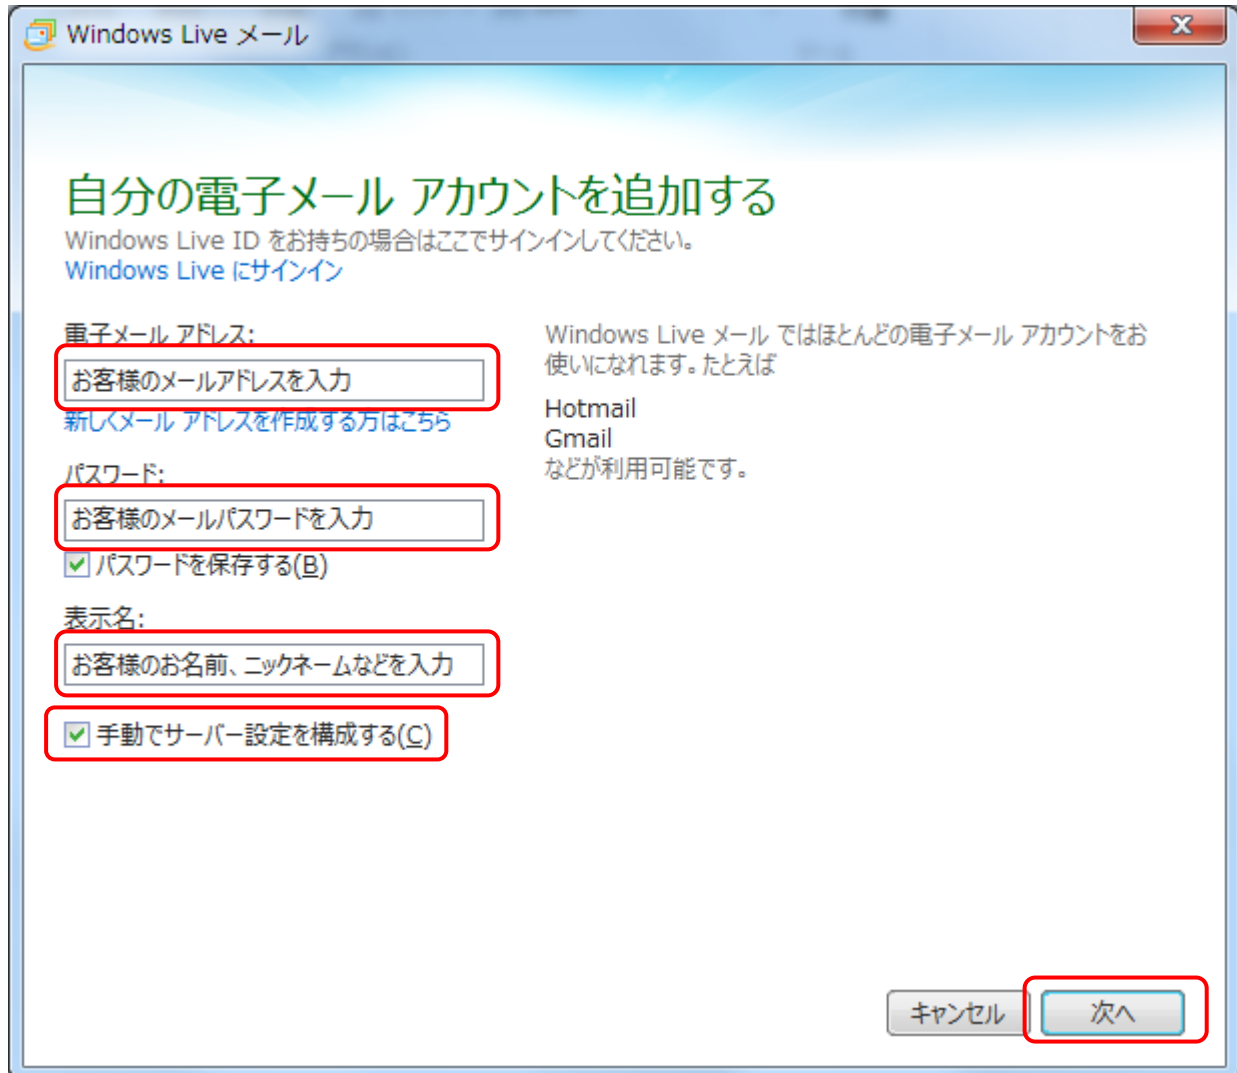 Windows Live メール
自分の電子メール アカウントを追加する
Windows Live ID をお持ちの場合はここでサインインしてください。
Windows Live にサインイン
電子メール アドレス:
お客様のメールアドレスを入力
新しくメール アドレスを作成する方はこちら
パスワード:
お客様のメールパスワードを入力
パスワードを保存する(B)
表示名:
お客様のお名前、ニックネームなどを入力
手動でサーバー設定を構成する(C)
Windows Live メール ではほとんどの電子メール アカウントをお
使いになれます。たとえば
Hotmail
Gmail
などが利用可能です。
キャンセル
次へ